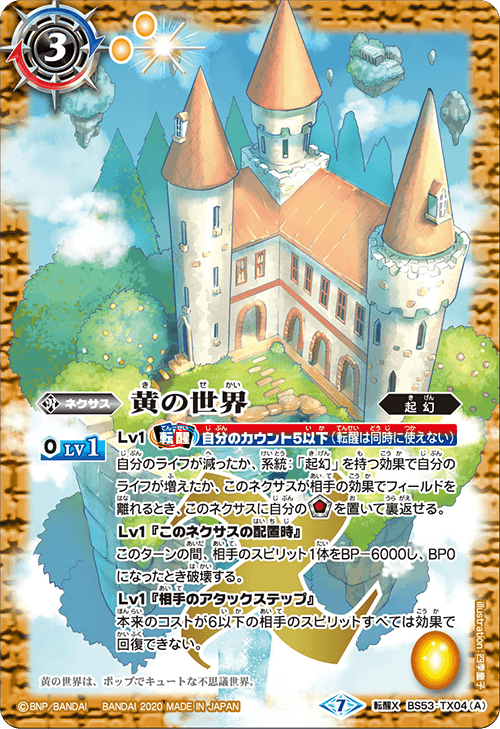 3
黄の世界
き せかい
ネクサス
起幻
きげん
0 LV1
Lv1 転醒 自分のカウント5以下(転醒は同時に使えない)
自分のライフが減ったか、系統:「起幻」を持つ効果で自分の
ライフが増えたか、このネクサスが相手の効果でフィールドを
離れるとき、このネクサスに自分の を置いて裏返せる。
Lv1『このネクサスの配置時』
このターンの間、相手のスピリット1体をBP-6000し、BP0
になったとき破壊する。
Lv1『相手のアタックステップ』
本来のコストが6以下の相手のスピリットすべては効果で
回復できない。
黄の世界は、ポップでキュートな不思議世界。
illustration:四季童子
©BNP/BANDAI BANDAI 2020 MADE IN JAPAN
7 転醒X BS53-TX04(A)